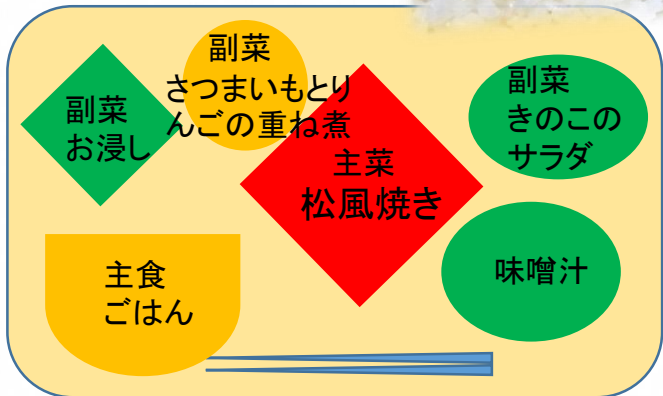 副菜
お浸し
副菜
さつまいもとり
んごの重ね煮
主菜
松風焼き
副菜
きのこの
サラダ
主食
ごはん
味噌汁